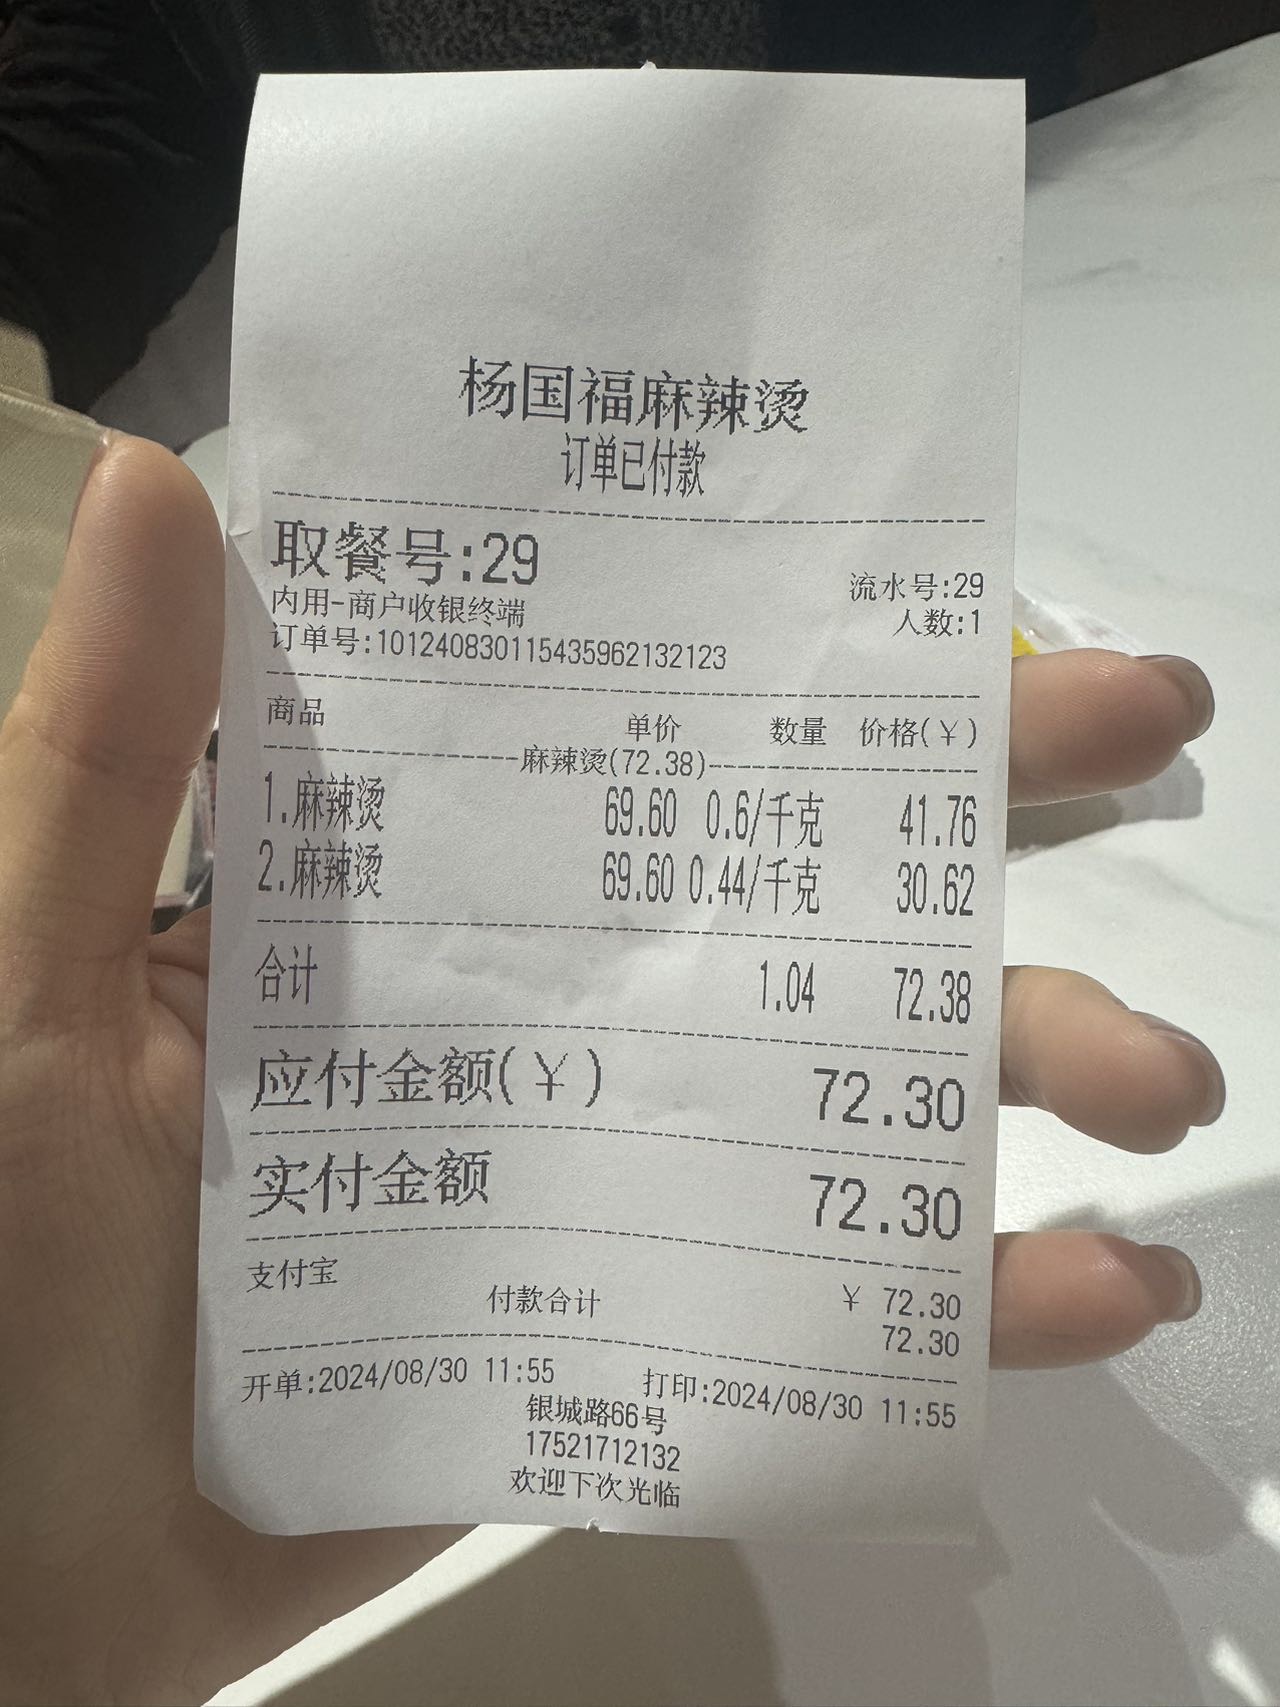 杨国福麻辣烫
订单已付款
取餐号:29
流水号:29
内用-商户收银终端
人数:1
订单号:101240830115435962132123
商品 单价 数量 价格(¥)
麻辣烫(72.38)
1.麻辣烫 69.60 0.6/千克 41.76
2.麻辣烫 69.60 0.44/千克 30.62
合计 1.04 72.38
应付金额(¥) 72.30
实付金额 72.30
支付宝 ¥ 72.30
付款合计 72.30
开单:2024/08/30 11:55 打印:2024/08/30 11:55
银城路66号
17521712132
欢迎下次光临